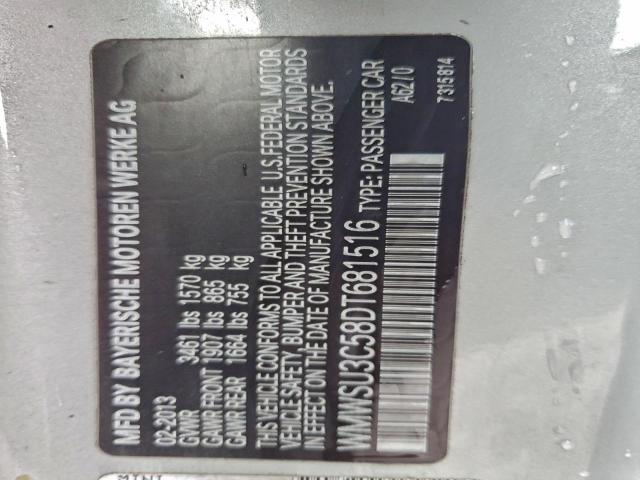 MFD BY BAYERISCHE MOTOREN WERKE AG
02-2013
GVWR 3461 lbs 1570 kg
GAWR FRONT 1907 lbs 865 kg
GAWR REAR 1664 lbs 755 kg
THIS VEHICLE CONFORMS TO ALL APPLICABLE U.S. FEDERAL MOTOR
VEHICLE SAFETY, BUMPER AND THEFT PREVENTION STANDARDS
IN EFFECT ON THE DATE OF MANUFACTURE SHOWN ABOVE.
WMWSU3C58DT681516 TYPE: PASSENGER CAR
A62/0
7315814
MINI